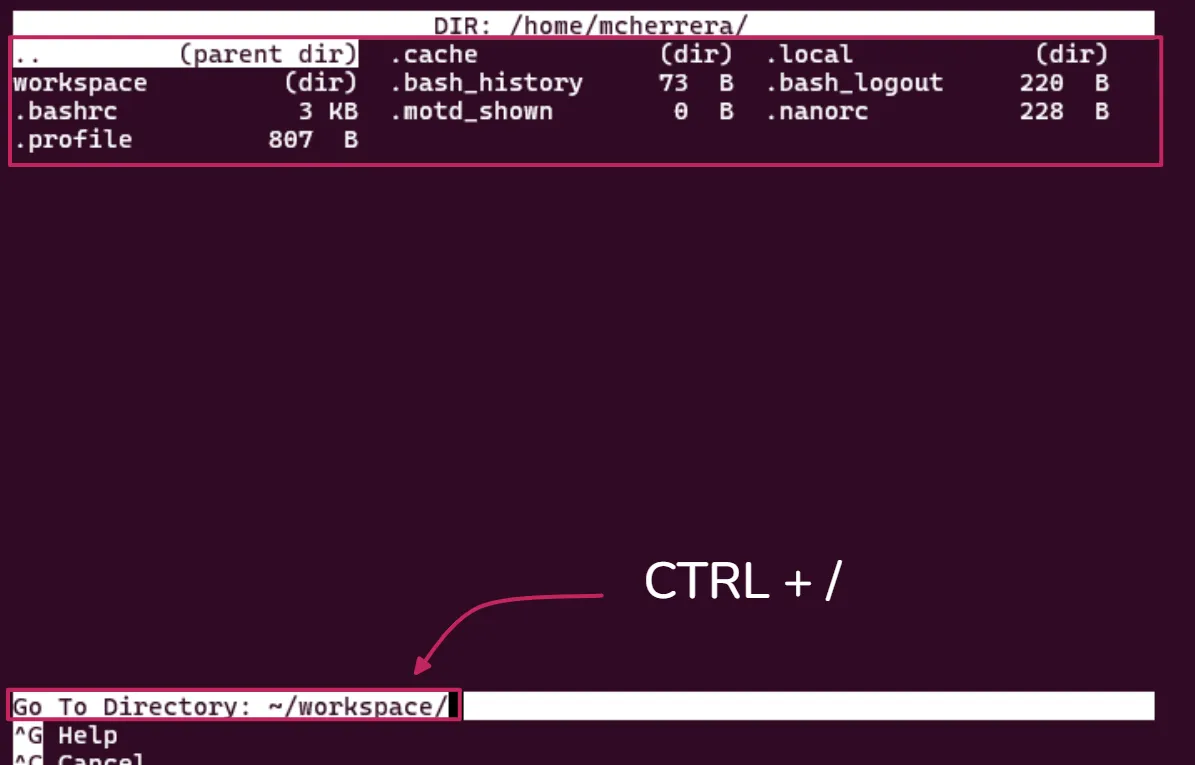 DIR: /home/mcherrera/
.. (parent dir) .cache (dir) .local (dir)
workspace (dir) .bash_history 73 B .bash_logout 220 B
.bashrc 3 KB .motd_shown 0 B .nanorc 228 B
.profile 807 B
CTRL + /
Go To Directory: ~/workspace/
^G Help
^C Cancel